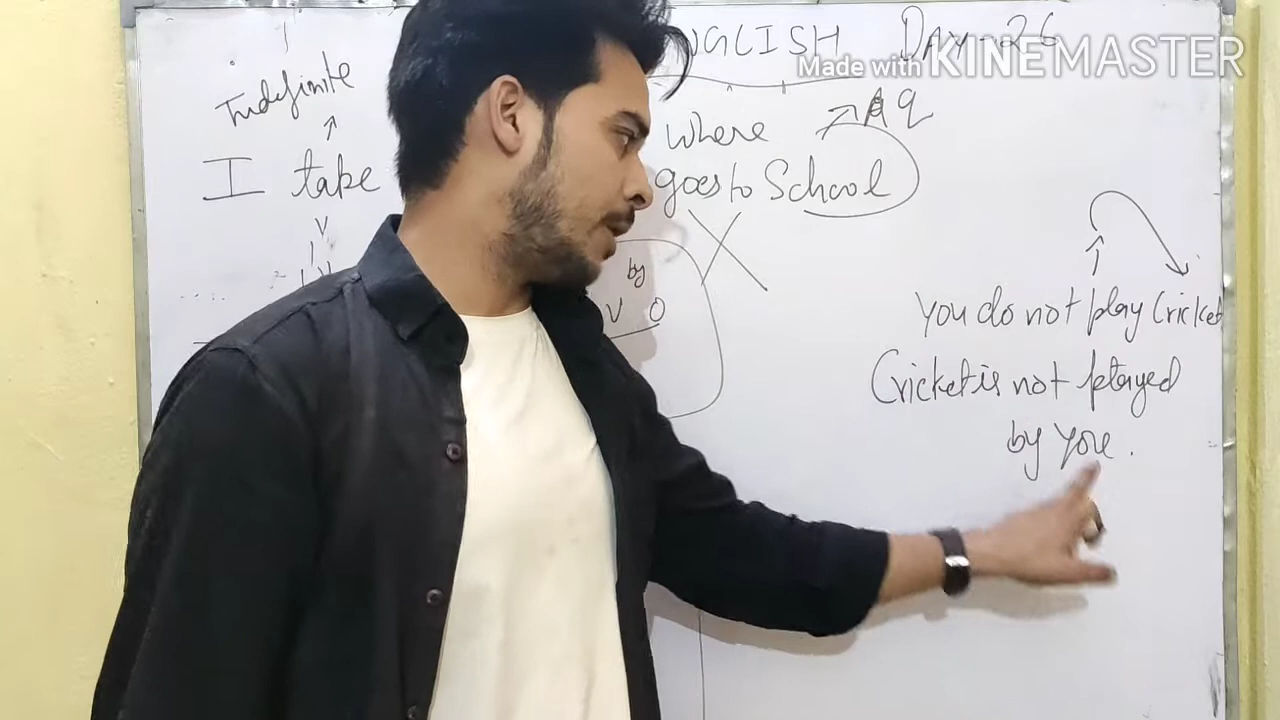 NGLISH DAY-26
Made with KINEMASTER
Indefinite
I take
V
where
goes to School
by
V O
You do not play Cricket
Cricket is not played
by you.